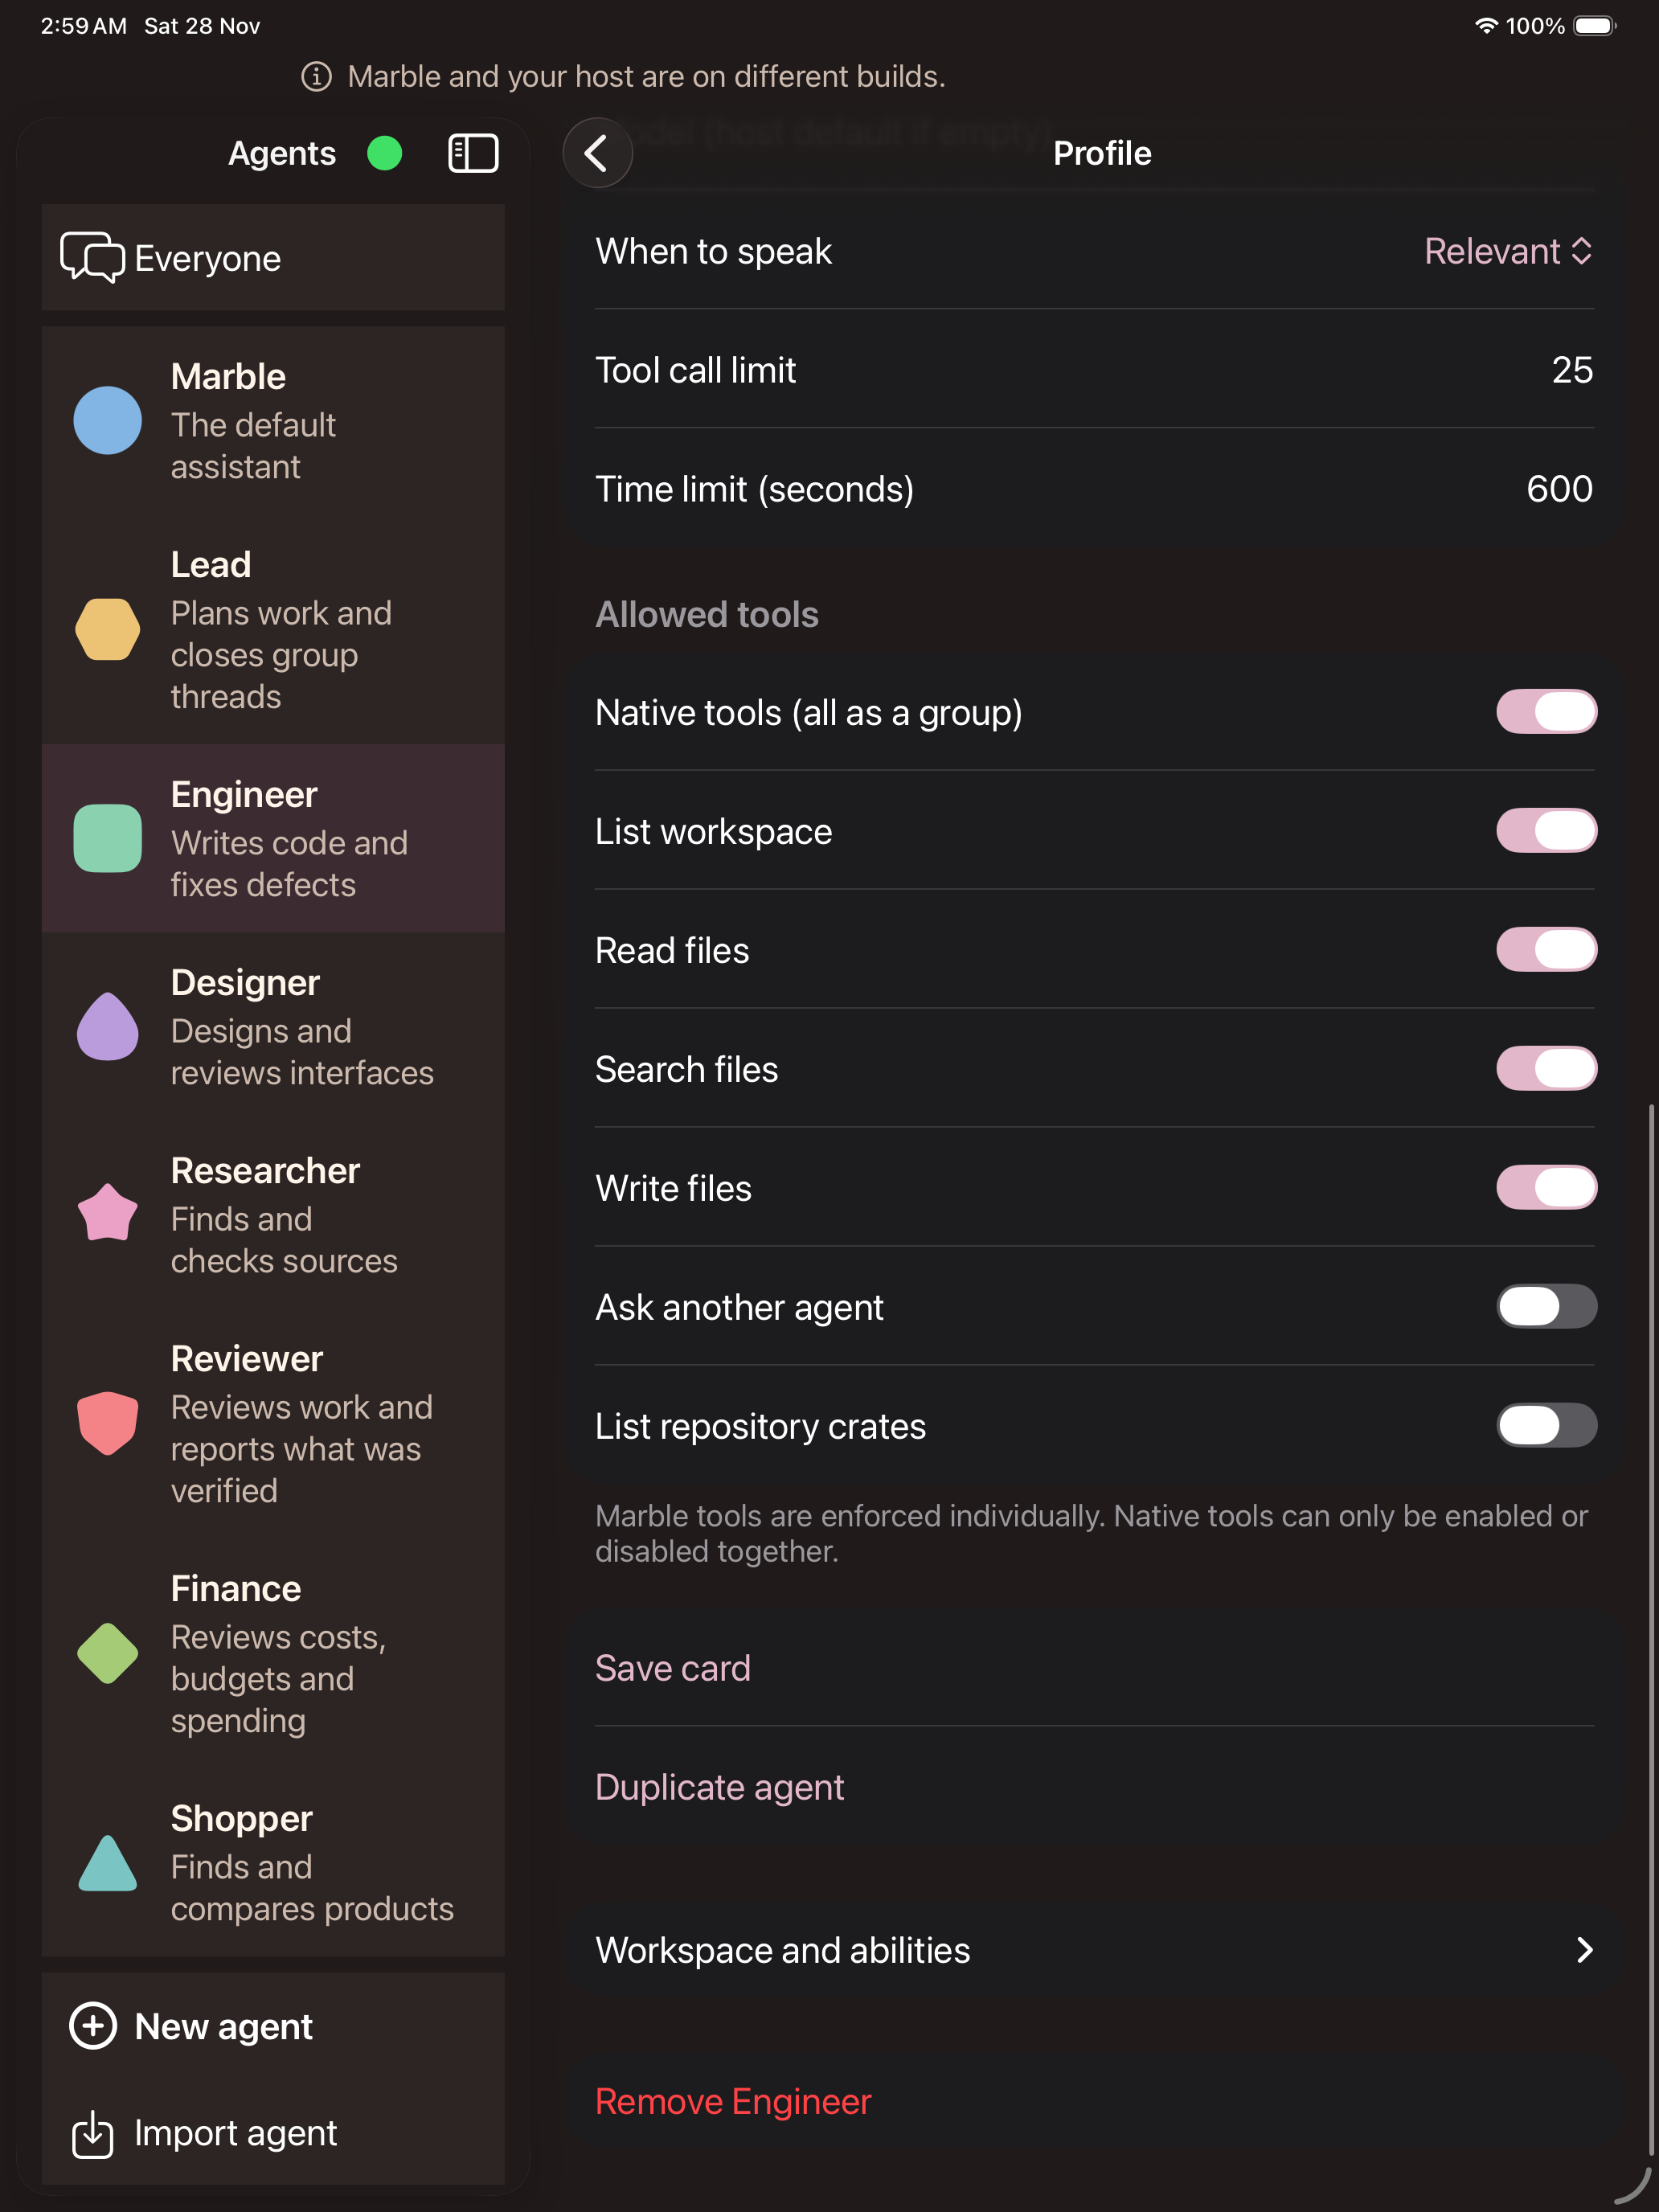 2:59 AM Sat 28 Nov
100%
Marble and your host are on different builds.
Agents
Everyone
Marble
The default
assistant
Lead
Plans work and
closes group
threads
Engineer
Writes code and
fixes defects
Designer
Designs and
reviews interfaces
Researcher
Finds and
checks sources
Reviewer
Reviews work and
reports what was
verified
Finance
Reviews costs,
budgets and
spending
Shopper
Finds and
compares products
New agent
Import agent
Profile
(host default if empty)
When to speak
Relevant
Tool call limit
25
Time limit (seconds)
600
Allowed tools
Native tools (all as a group)
List workspace
Read files
Search files
Write files
Ask another agent
List repository crates
Marble tools are enforced individually. Native tools can only be enabled or
disabled together.
Save card
Duplicate agent
Workspace and abilities
Remove Engineer